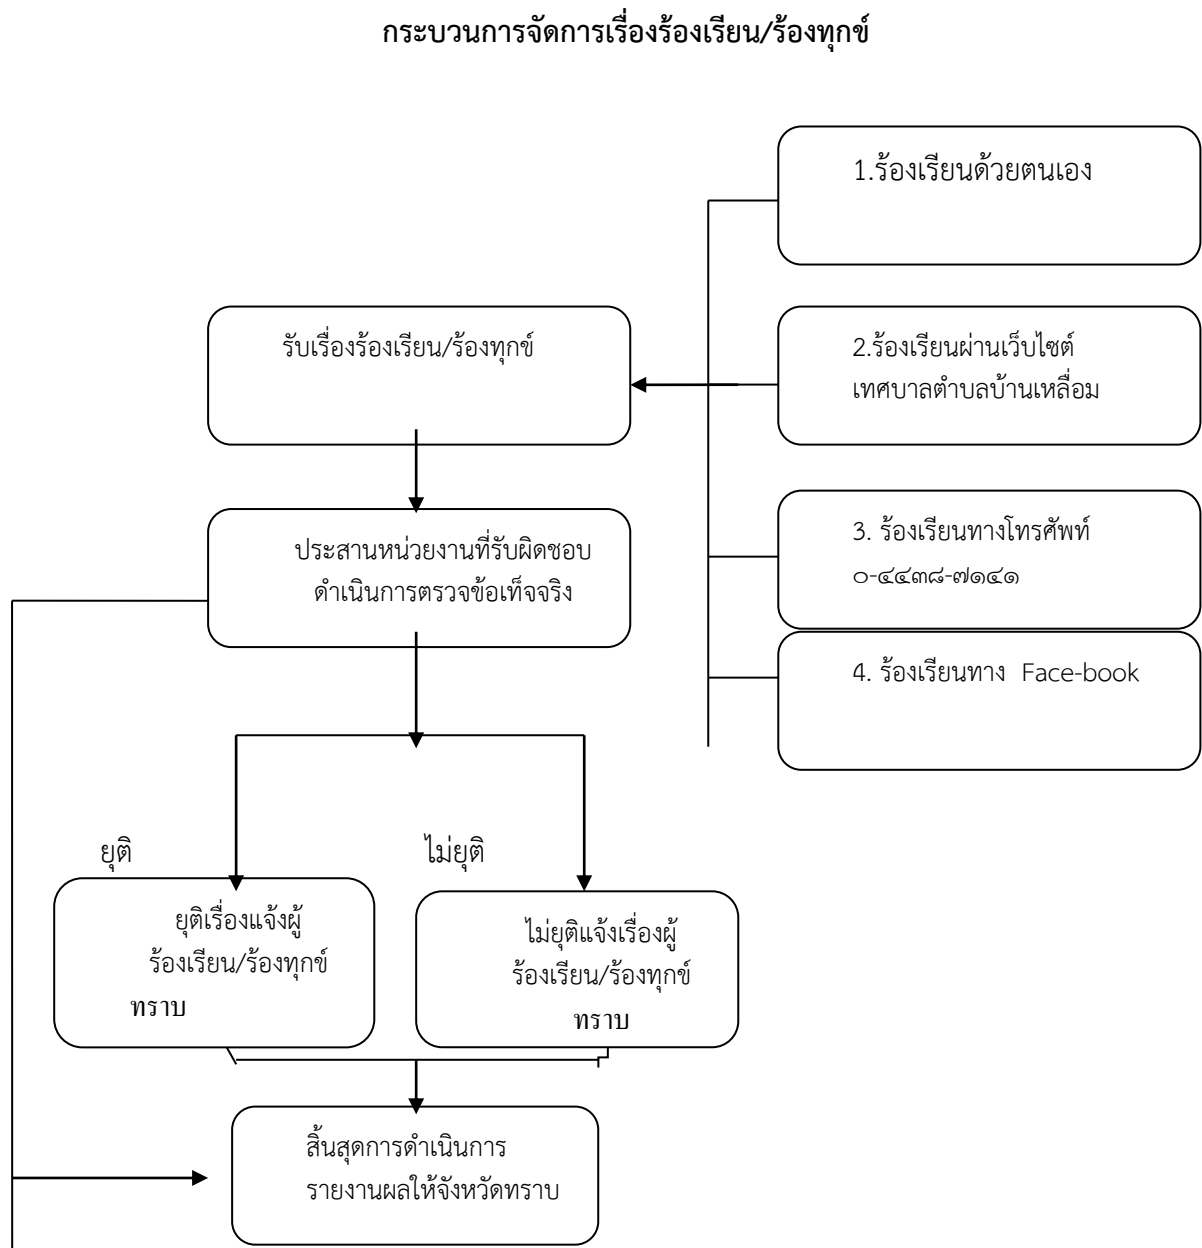 กระบวนการจัดการเรื่องร้องเรียน/ร้องทุกข์
1.ร้องเรียนด้วยตนเอง
รับเรื่องร้องเรียน/ร้องทุกข์
2.ร้องเรียนผ่านเว็บไซต์
เทศบาลตำบลบ้านเหลื่อม
3. ร้องเรียนทางโทรศัพท์
๐-๔๔๓๘-๗๑๔๑
ประสานหน่วยงานที่รับผิดชอบ
ดำเนินการตรวจข้อเท็จจริง
4. ร้องเรียนทาง Face-book
ยุติ
ไม่ยุติ
ยุติเรื่องแจ้งผู้
ร้องเรียน/ร้องทุกข์
ทราบ
ไม่ยุติแจ้งเรื่องผู้
ร้องเรียน/ร้องทุกข์
ทราบ
สิ้นสุดการดำเนินการ
รายงานผลให้จังหวัดทราบ